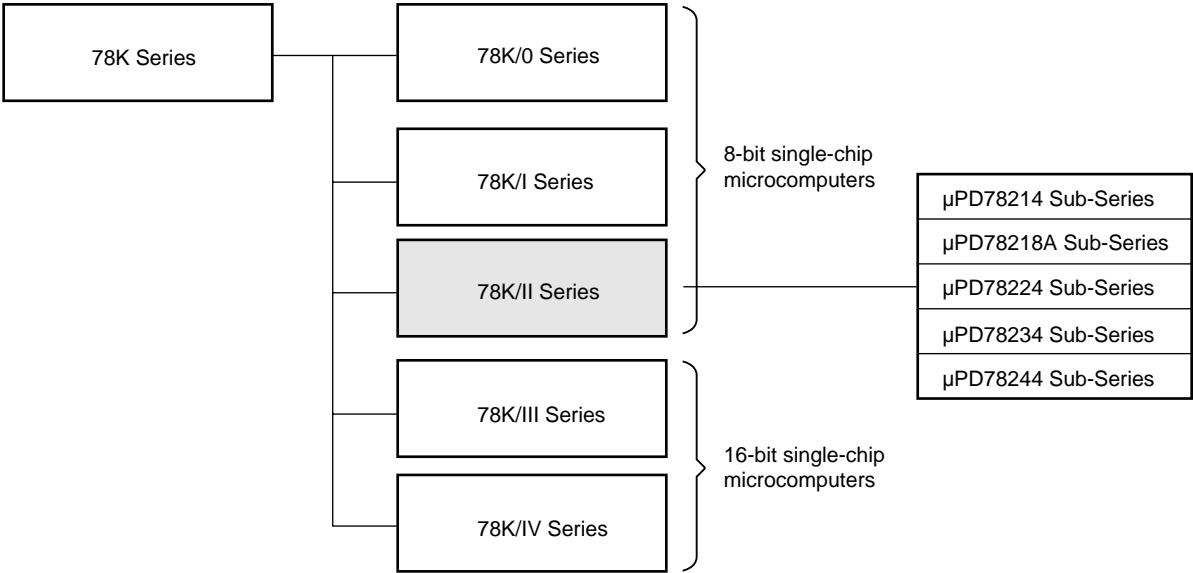 78K Series
78K/0 Series
78K/I Series
78K/II Series
78K/III Series
78K/IV Series
8-bit single-chip
microcomputers
16-bit single-chip
microcomputers
µPD78214 Sub-Series
µPD78218A Sub-Series
µPD78224 Sub-Series
µPD78234 Sub-Series
µPD78244 Sub-Series